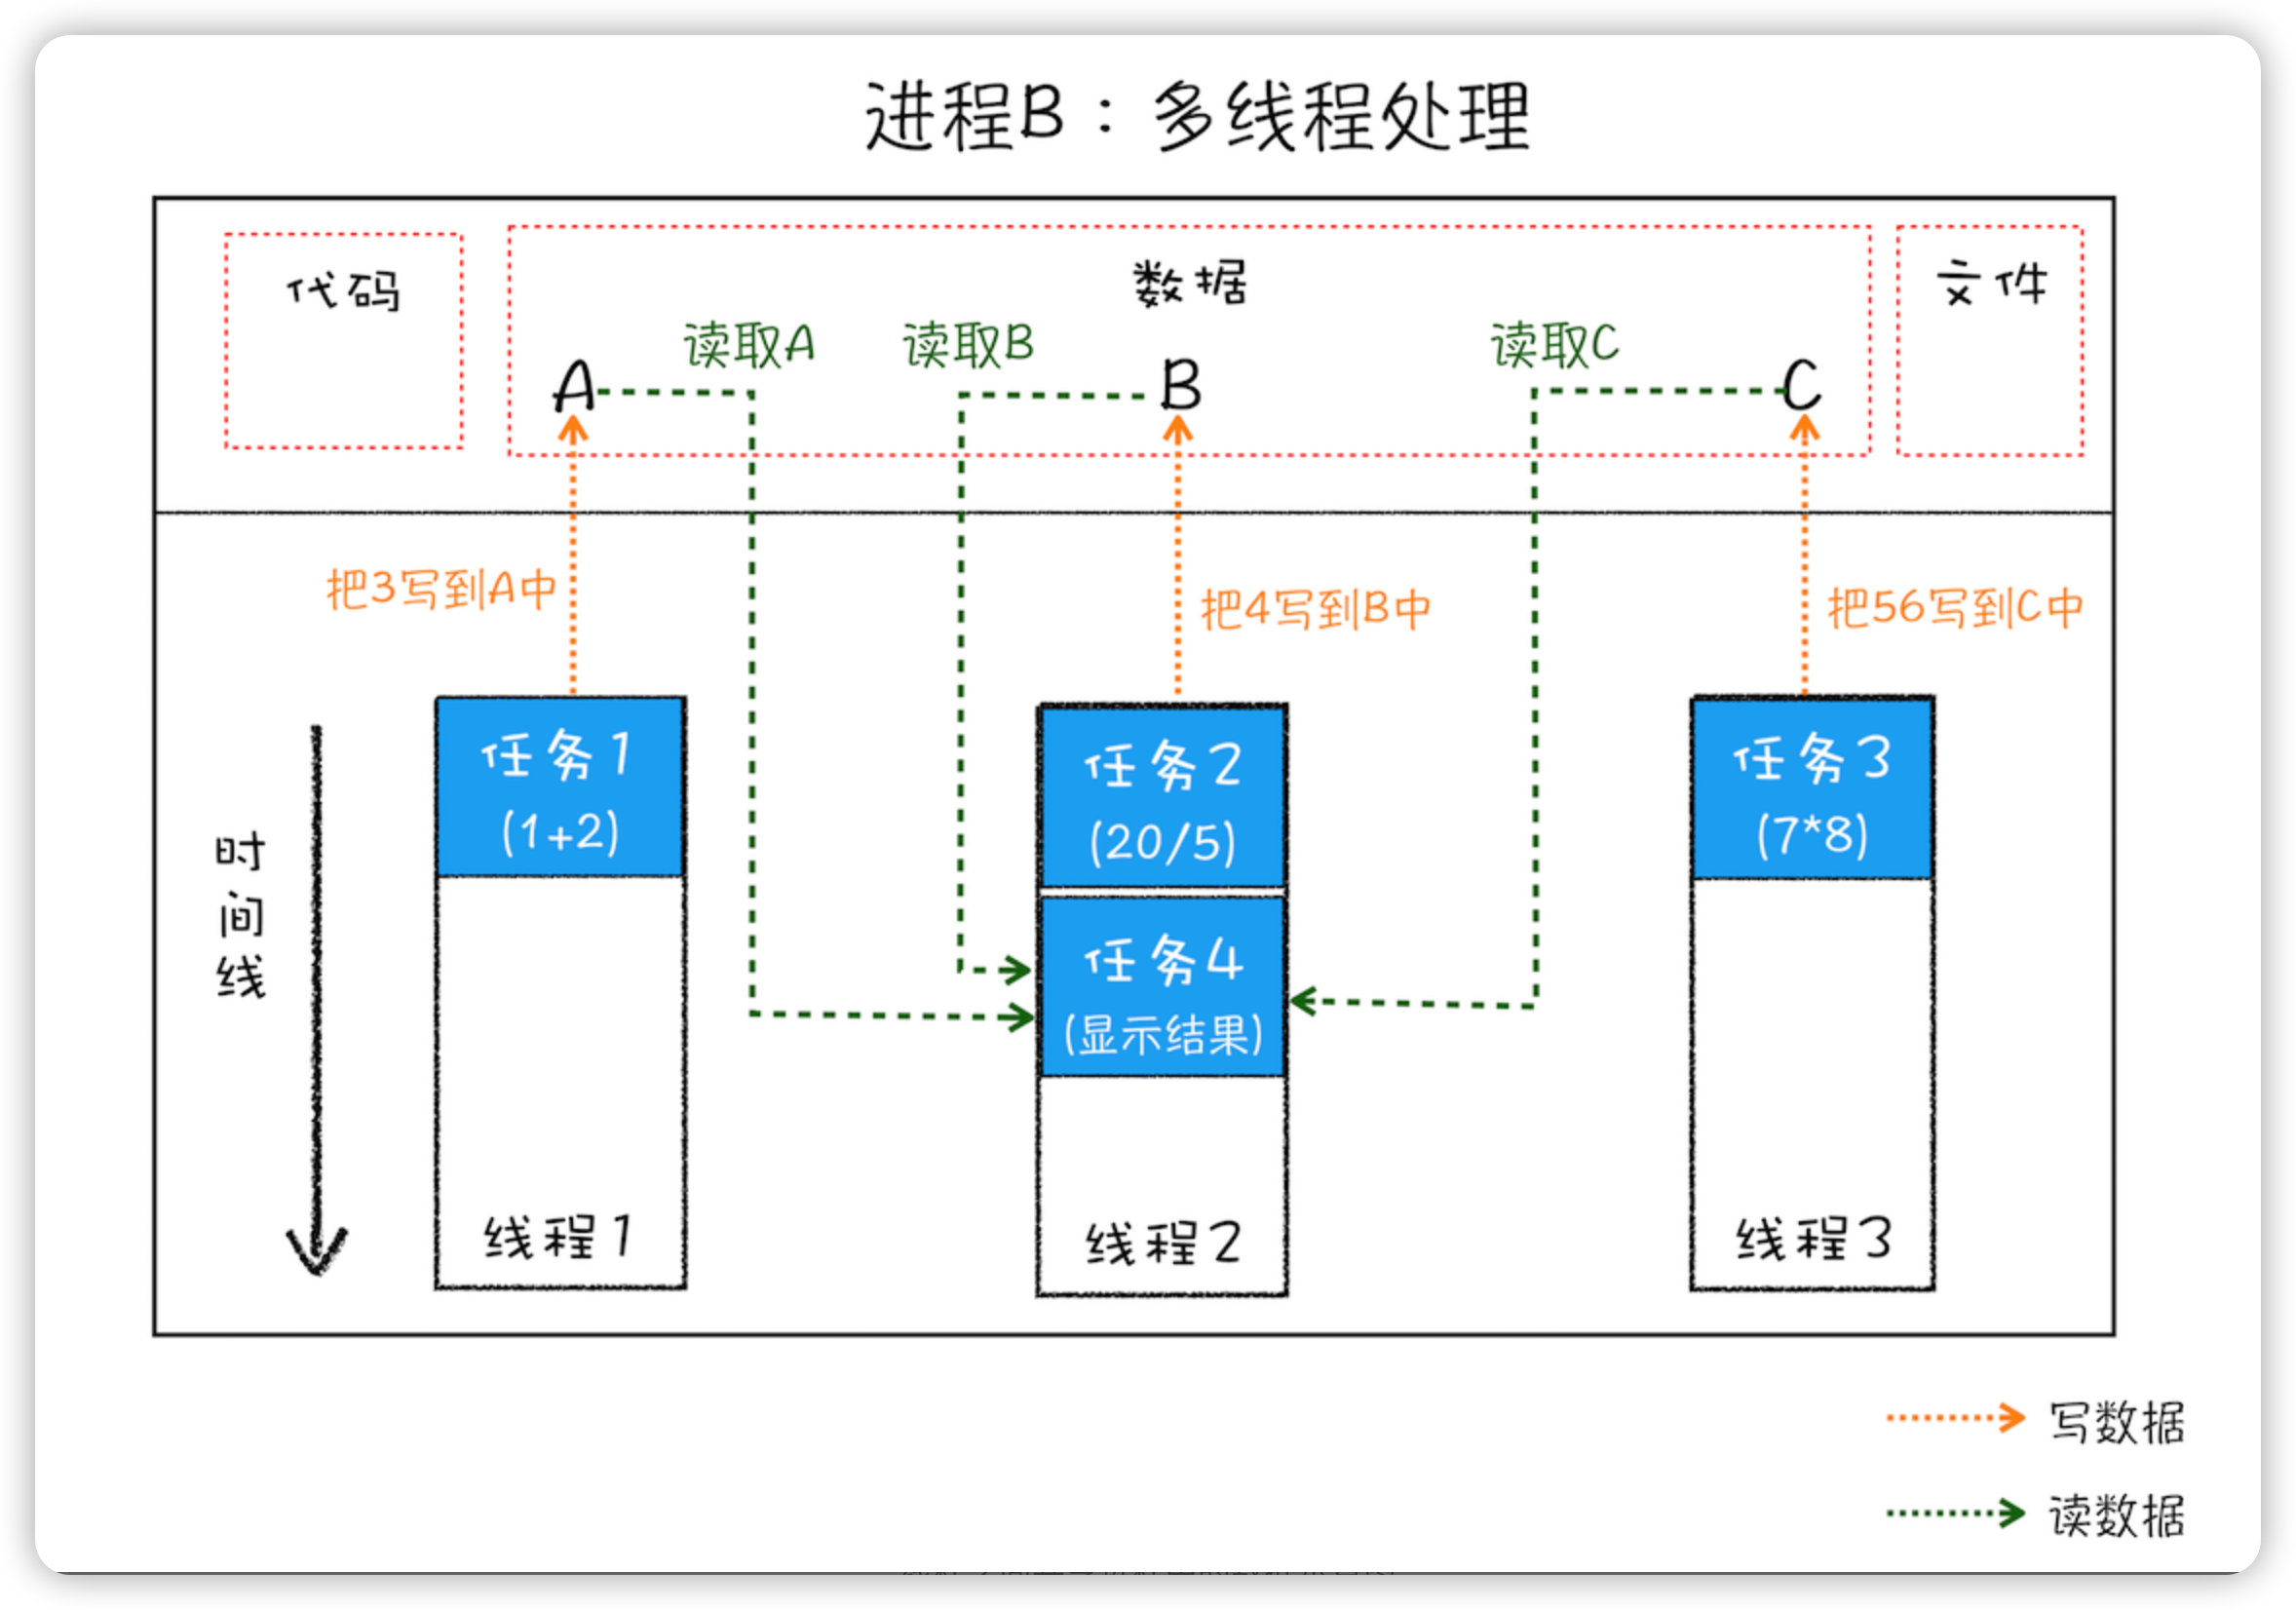 进程B：多线程处理
代码
数据
文件
读取A
读取B
读取C
A
B
C
把3写到A中
把4写到B中
把56写到C中
时间线
任务1
(1+2)
任务2
(20/5)
任务3
(7*8)
任务4
(显示结果)
线程1
线程2
线程3
写数据
读数据